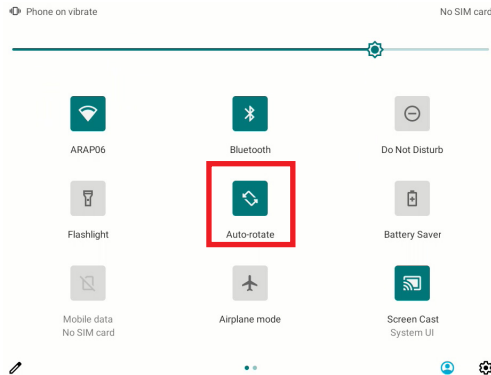 Phone on vibrate
No SIM card
ARAP06
Bluetooth
Do Not Disturb
Flashlight
Auto-rotate
Battery Saver
Mobile data
No SIM card
Airplane mode
Screen Cast
System UI